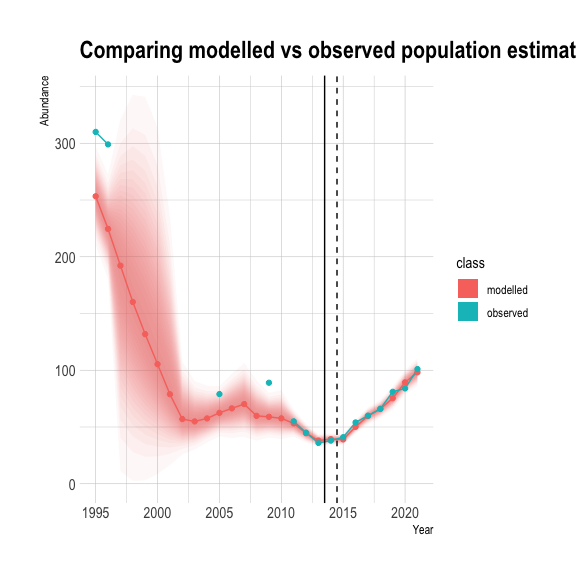 Comparing modelled vs observed population estimat
Abundance
300
200
100
0
1995 2000 2005 2010 2015 2020
Year
class
modelled
observed